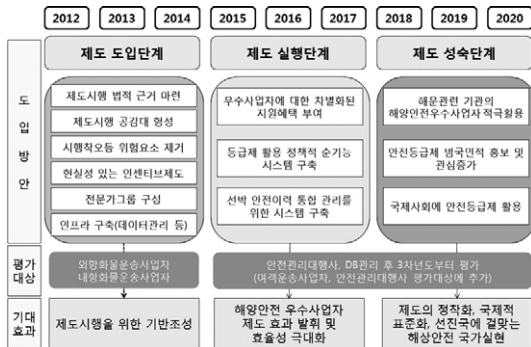 2012 2013 2014 2015 2016 2017 2018 2019 2020
제도 도입단계 제도 실행단계 제도 성숙단계
도입방안
제도시행 법적 근거 마련
제도시행 공감대 형성
시행착오등 위험요소 제거
현실성 있는 인센티브제도
전문가그룹 구성
인프라 구축(데이터관리 등)
우수사업자에 대한 차별화된
지원혜택 부여
등급제 활용 정책적 순기능
시스템 구축
선박 안전이력 통합 관리를
위한 시스템 구축
해운관련 기관의
해양안전우수사업자 적극활용
안전등급제 범국민적 홍보 및
관심증가
국제사회에 안전등급제 활용
평가
대상
외항화물운송사업자
내항화물운송사업자
안전관리대행사, DB관리 후 3차년도부터 평가
(여객운송사업자, 안전관리대행사 평가대상에 추가)
기대
효과
제도시행을 위한 기반조성
해양안전 우수사업자
제도 효과 발휘 및
효율성 극대화
제도의 정착화, 국제적
표준화, 선진국에 걸맞는
해상안전 국가실현